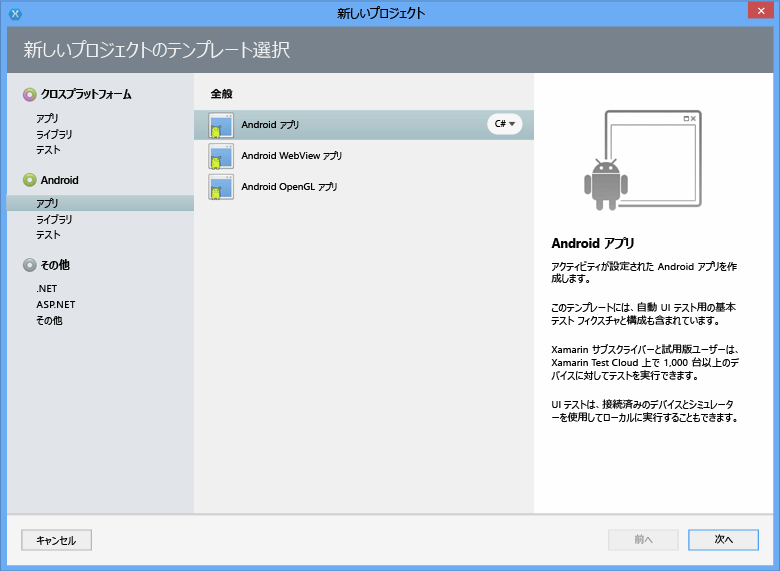 新しいプロジェクト
新しいプロジェクトのテンプレート選択
クロスプラットフォーム
アプリ
ライブラリ
テスト
Android
アプリ
ライブラリ
テスト
その他
.NET
ASP.NET
その他
全般
Android アプリ
C#
Android WebView アプリ
Android OpenGL アプリ
Android アプリ
アクティビティが設定された Android アプリを作
成します。
このテンプレートには、自動 UI テスト用の基本
テスト フィクスチャと構成も含まれています。
Xamarin サブスクライバーと試用版ユーザーは、
Xamarin Test Cloud 上で 1,000 台以上のデ
バイスに対してテストを実行できます。
UI テストは、接続済みのデバイスとシミュレータ
ーを使用してローカルに実行することもできます。
キャンセル
前へ
次へ